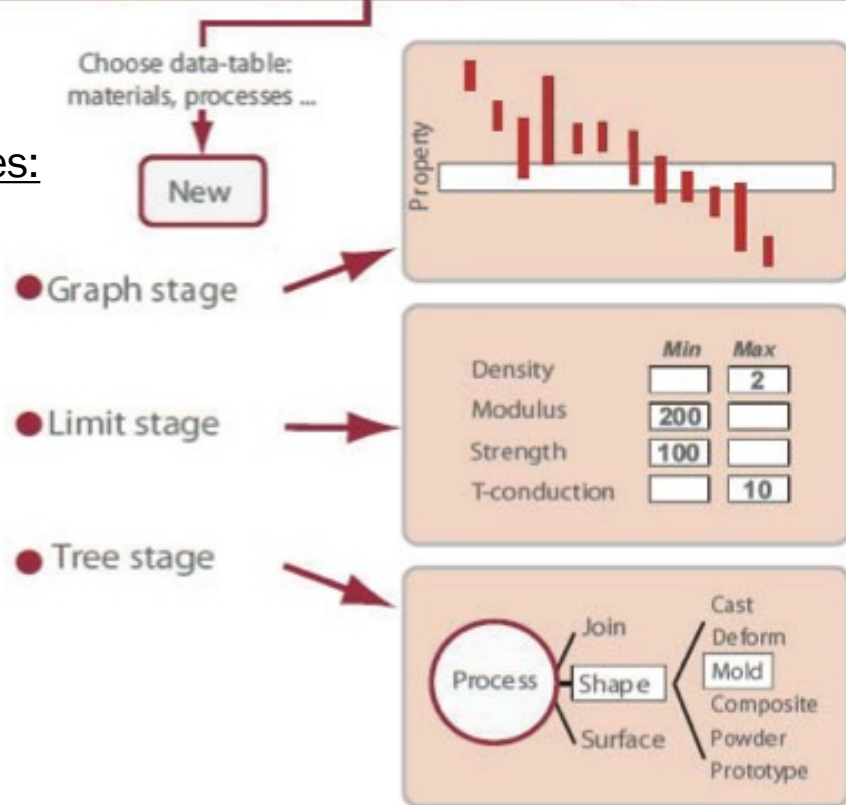 Choose data-table:
materials, processes ...
es:
New
Property
Graph stage
Limit stage
Min Max
Density 2
Modulus 200
Strength 100
T-conduction 10
Tree stage
Process
Join
Shape
Surface
Cast
Deform
Mold
Composite
Powder
Prototype